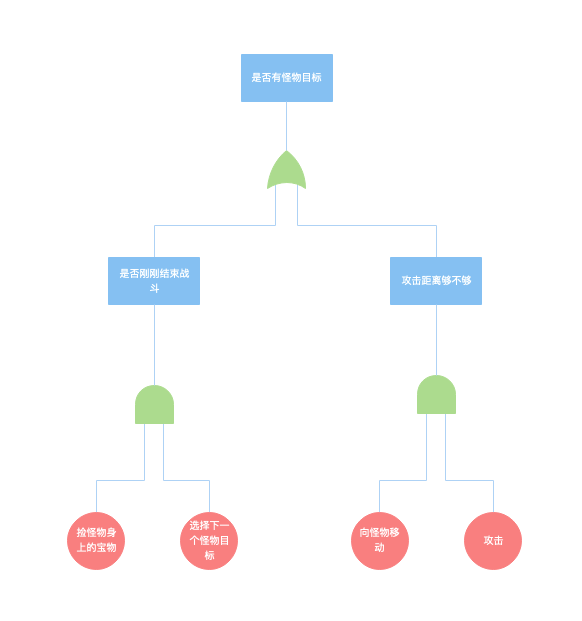 是否有怪物目标
是否刚刚结束战
斗
攻击距离够不够
捡怪物身
上的宝物
选择下一
个怪物目
标
向怪物移
动
攻击